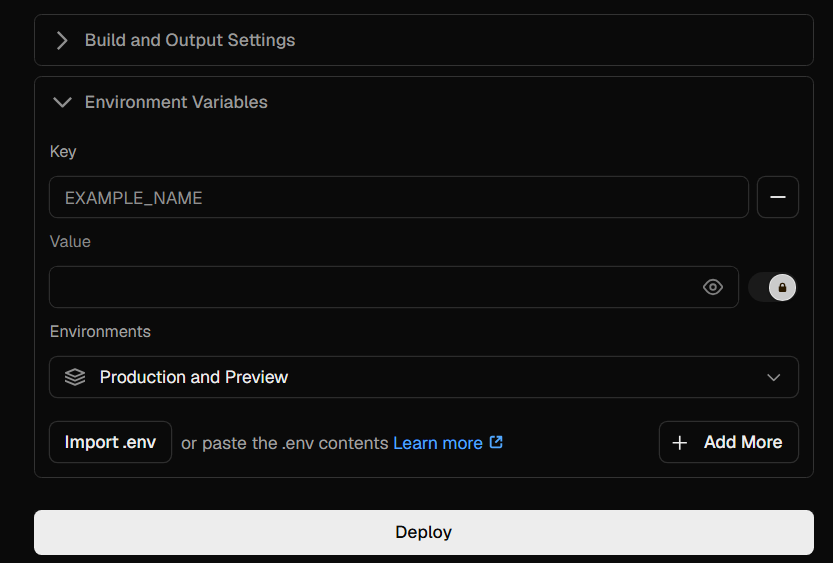 Build and Output Settings
Environment Variables
Key
EXAMPLE_NAME
Value
Environments
Production and Preview
Import .env or paste the .env contents Learn more
Add More
Deploy